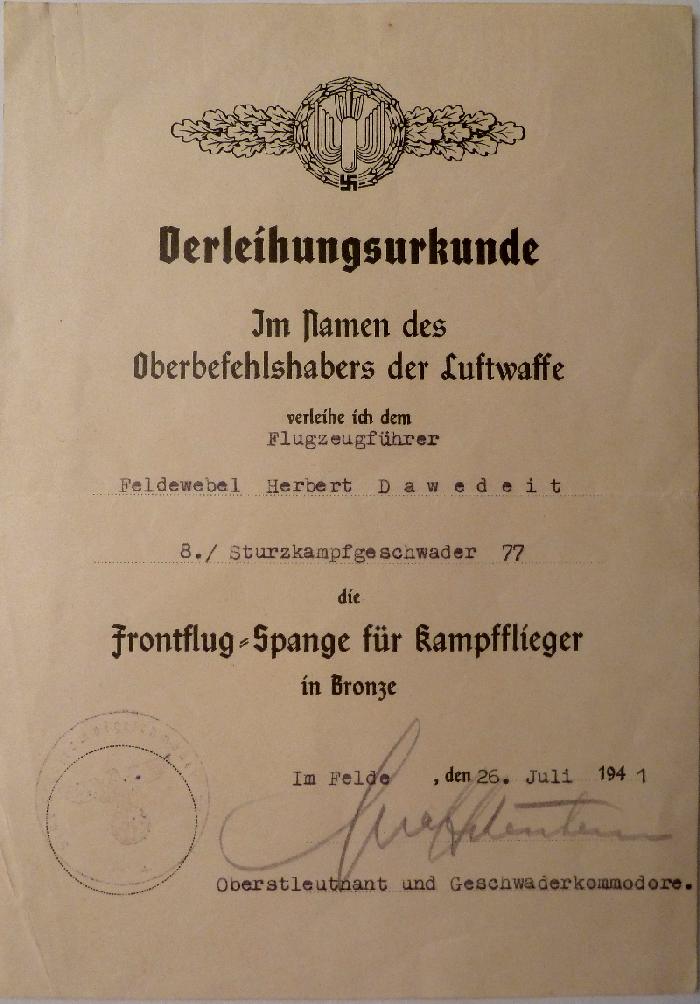 Verleihungsurkunde
Im Namen des
Oberbefehlshabers der Luftwaffe
verleihe ich dem
Flugzeugführer
Feldewebel Herbert D a w e d e i t
8./ Sturzkampfgeschwader 77
die
Frontflug-Spange für Kampfflieger
in Bronze
Im Felde , den 26. Juli 1941
Oberstleutnant und Geschwaderkommodore.